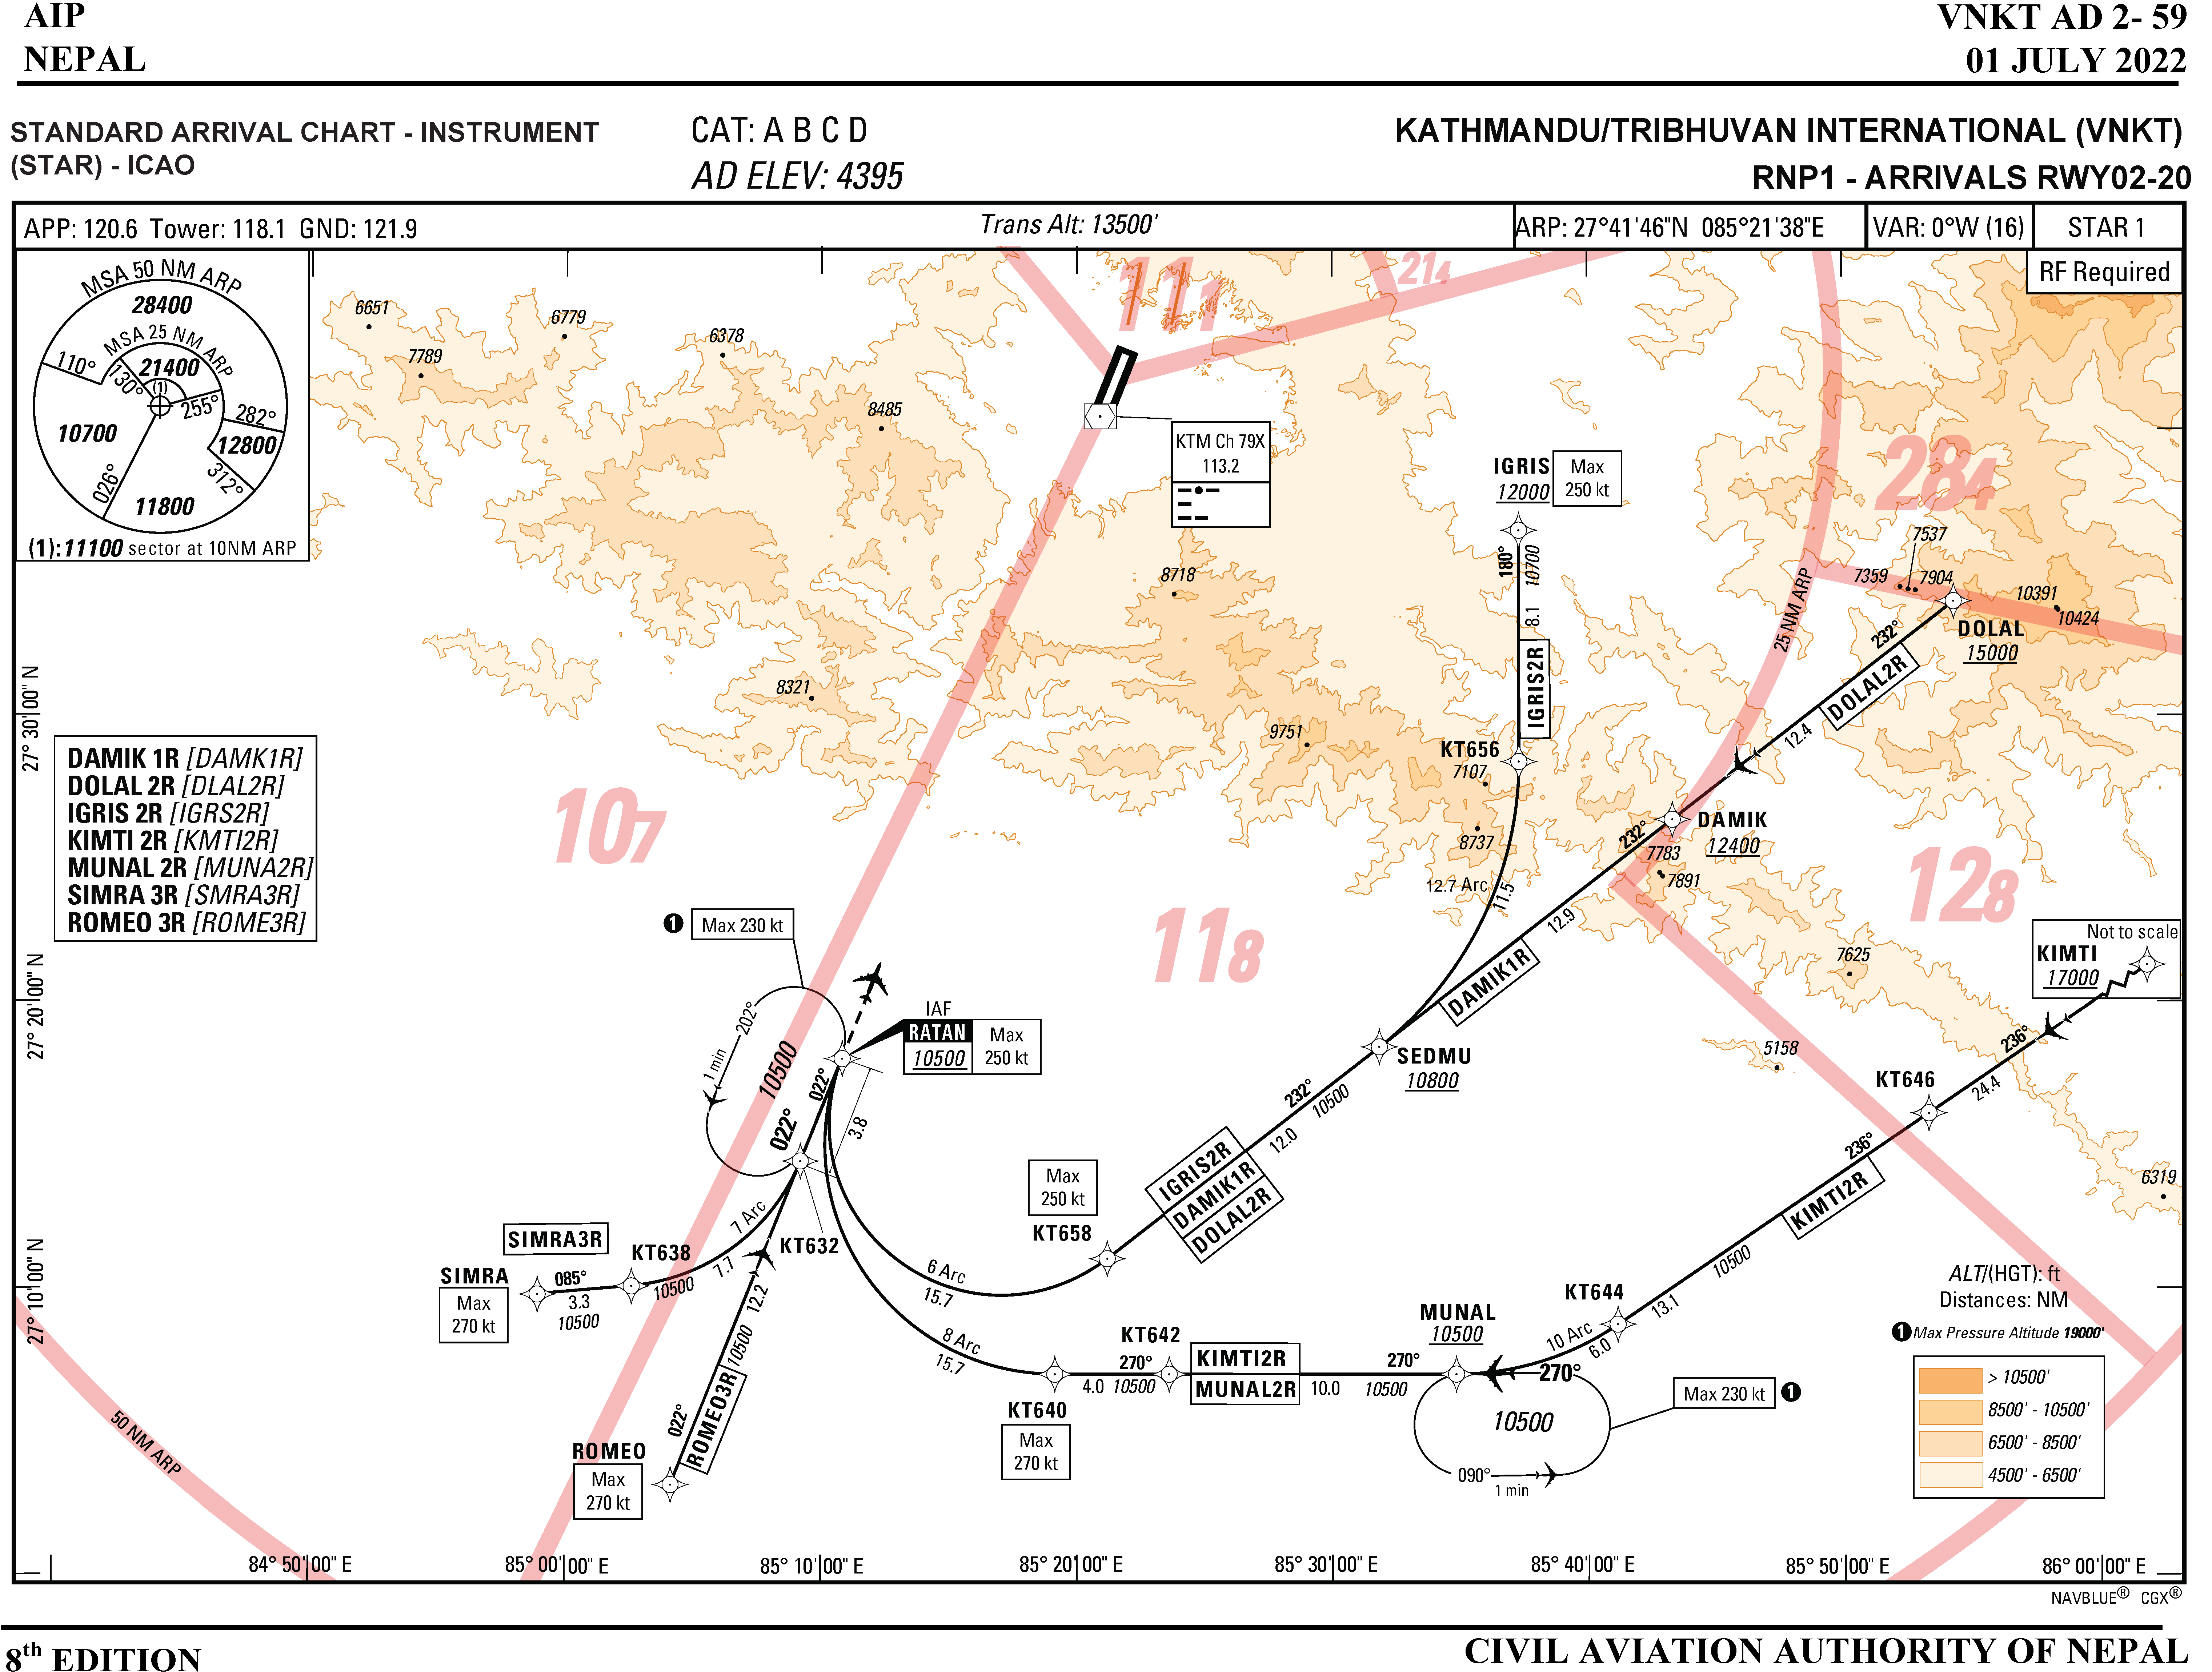 AIP
NEPAL
VNKT AD 2- 59
01 JULY 2022
STANDARD ARRIVAL CHART - INSTRUMENT
(STAR) - ICAO
CAT: A B C D
AD ELEV: 4395
KATHMANDU/TRIBHUVAN INTERNATIONAL (VNKT)
RNP1 - ARRIVALS RWY02-20
APP: 120.6 Tower: 118.1 GND: 121.9
Trans Alt: 13500'
ARP: 27°41'46"N 085°21'38"E
VAR: 0°W (16)
STAR 1
RF Required
MSA 50 NM ARP
28400
MSA 25 NM ARP
21400
110°
130°
(1)
255°
282°
10700
12800
026°
312°
11800
(1): 11100 sector at 10NM ARP
6651
6779
7789
6378
8485
111
214
KTM Ch 79X
113.2
IGRIS
12000
Max
250 kt
180°
10700
8.1
IGRIS2R
284
7537
7359
7904
10391
10424
DOLAL
15000
232°
DOLAL2R
12.4
25 NM ARP
8718
8321
9751
KT656
7107
8737
12.7 Arc
11.5
DAMIK
12400
232°
7783
7891
12.9
DAMIK1R
27° 30'00" N
DAMIK 1R [DAMK1R]
DOLAL 2R [DLAL2R]
IGRIS 2R [IGRS2R]
KIMTI 2R [KMTI2R]
MUNAL 2R [MUNA2R]
SIMRA 3R [SMRA3R]
ROMEO 3R [ROME3R]
107
118
128
7625
Not to scale
KIMTI
17000
27° 20'00" N
1
Max 230 kt
202°
1 min
10500
022°
022°
IAF
RATAN
10500
Max
250 kt
3.8
SEDMU
10800
232°
10500
12.0
5158
KT646
236°
24.4
236°
KIMTI2R
10500
13.1
6319
IGRIS2R
DAMIK1R
DOLAL2R
Max
250 kt
KT658
6 Arc
15.7
8 Arc
15.7
27° 10'00" N
SIMRA3R
SIMRA
Max
270 kt
085°
3.3
10500
KT638
10500
7 Arc
7.7
KT632
12.2
10500
ROMEO3R
022°
ROMEO
Max
270 kt
KT640
Max
270 kt
KT642
270°
4.0 10500
KIMTI2R
MUNAL2R
10.0
270°
10500
MUNAL
10500
KT644
10 Arc
6.0
270°
10500
090°
1 min
Max 230 kt
1
50 NM ARP
ALT/(HGT): ft
Distances: NM
1 Max Pressure Altitude 19000'
> 10500'
8500' - 10500'
6500' - 8500'
4500' - 6500'
84° 50'00" E
85° 00'00" E
85° 10'00" E
85° 20'00" E
85° 30'00" E
85° 40'00" E
85° 50'00" E
86° 00'00" E
NAVBLUE® CGX®
8th EDITION
CIVIL AVIATION AUTHORITY OF NEPAL